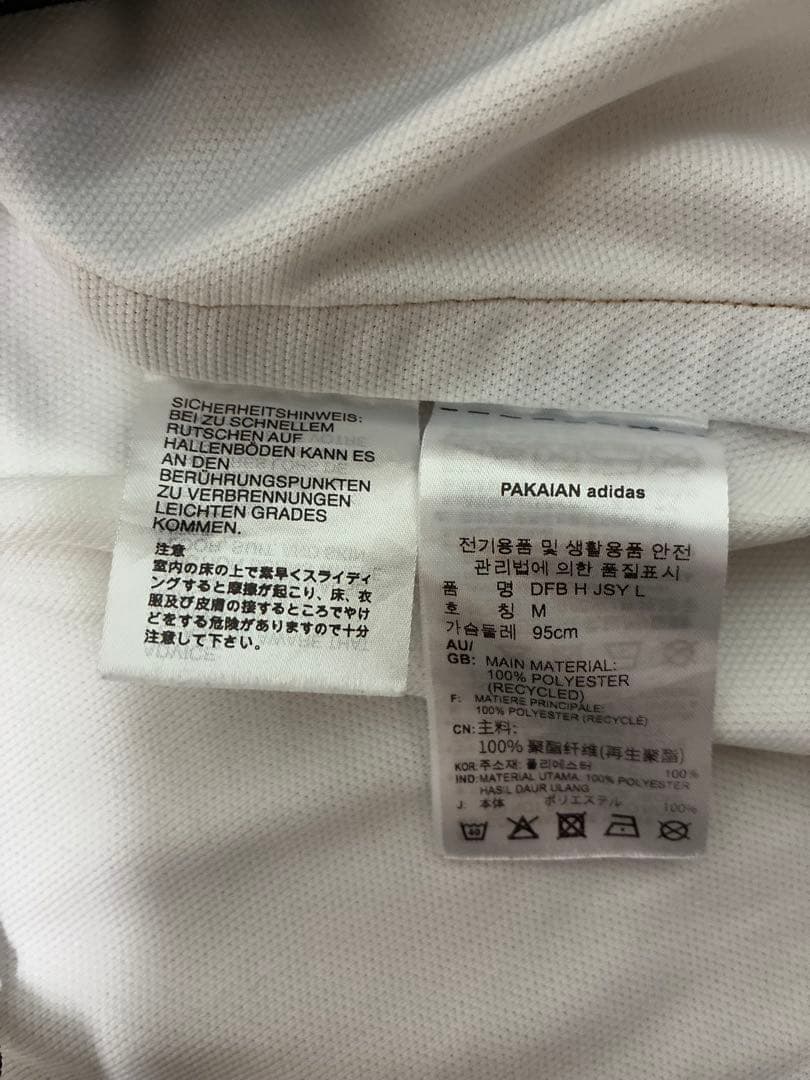 SICHERHEITSHINWEIS:
BEI ZU SCHNELLEM
RUTSCHEN AUF
HALLENBÖDEN KANN ES
AN DEN
BERÜHRUNGSPUNKTEN
ZU VERBRENNUNGEN
LEICHTEN GRADES
KOMMEN.
注意
室内の床の上で素早くスライディ
ングすると摩擦が起こり、床、衣
服及び皮膚の接するところでやけ
どをする危険がありますので十分
注意して下さい。
ADVICE
PAKAIAN adidas
전기용품 및 생활용품 안전
관리법에 의한 품질표시
품 명 DFB H JSY L
호 칭 M
가슴둘레 95cm
AU/
GB: MAIN MATERIAL:
100% POLYESTER
(RECYCLED)
F: MATIERE PRINCIPALE:
100% POLYESTER (RECYCLÉ)
CN: 主料:
100% 聚酯纤维(再生聚酯)
KOR: 주소재: 폴리에스터 100%
IND: MATERIAL UTAMA: 100% POLYESTER
HASIL DAUR ULANG
J: 本体 ポリエステル 100%
40